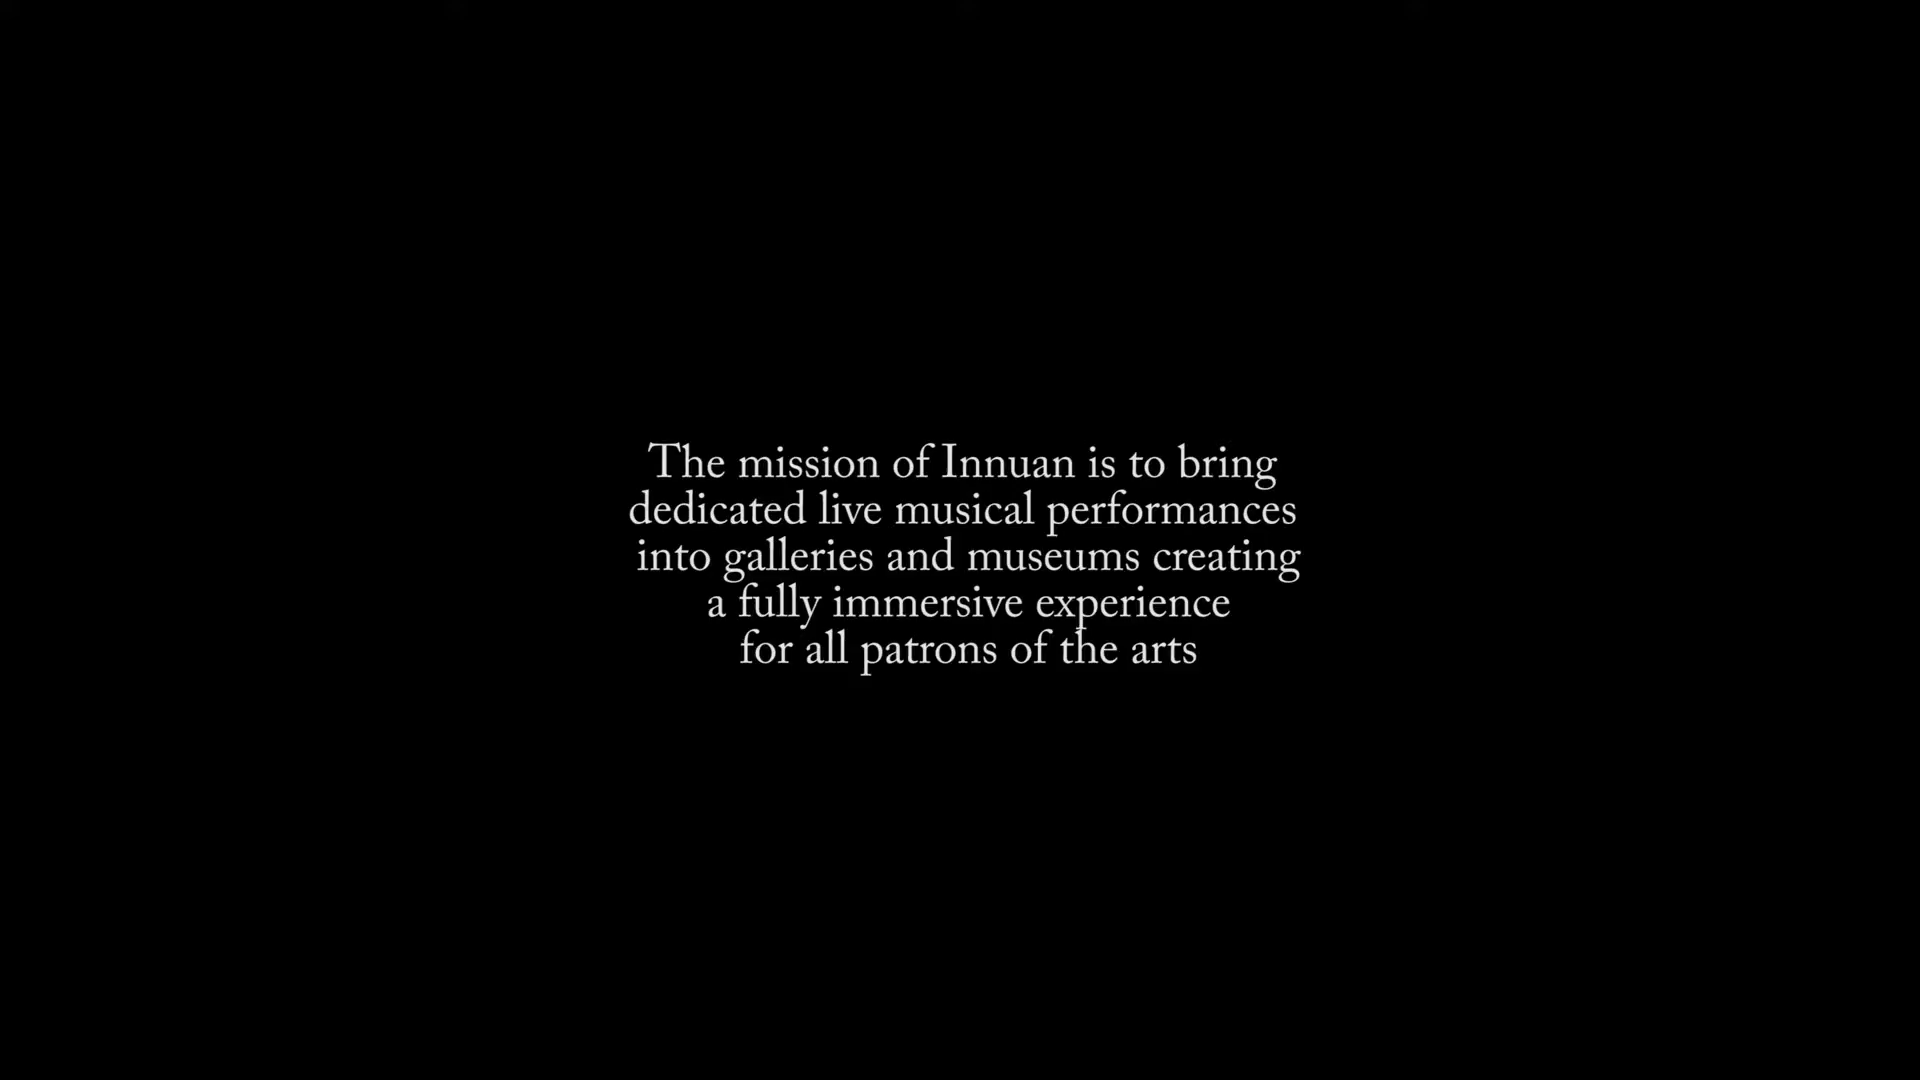 The mission of Innuan is to bring
dedicated live musical performances
into galleries and museums creating
a fully immersive experience
for all patrons of the arts